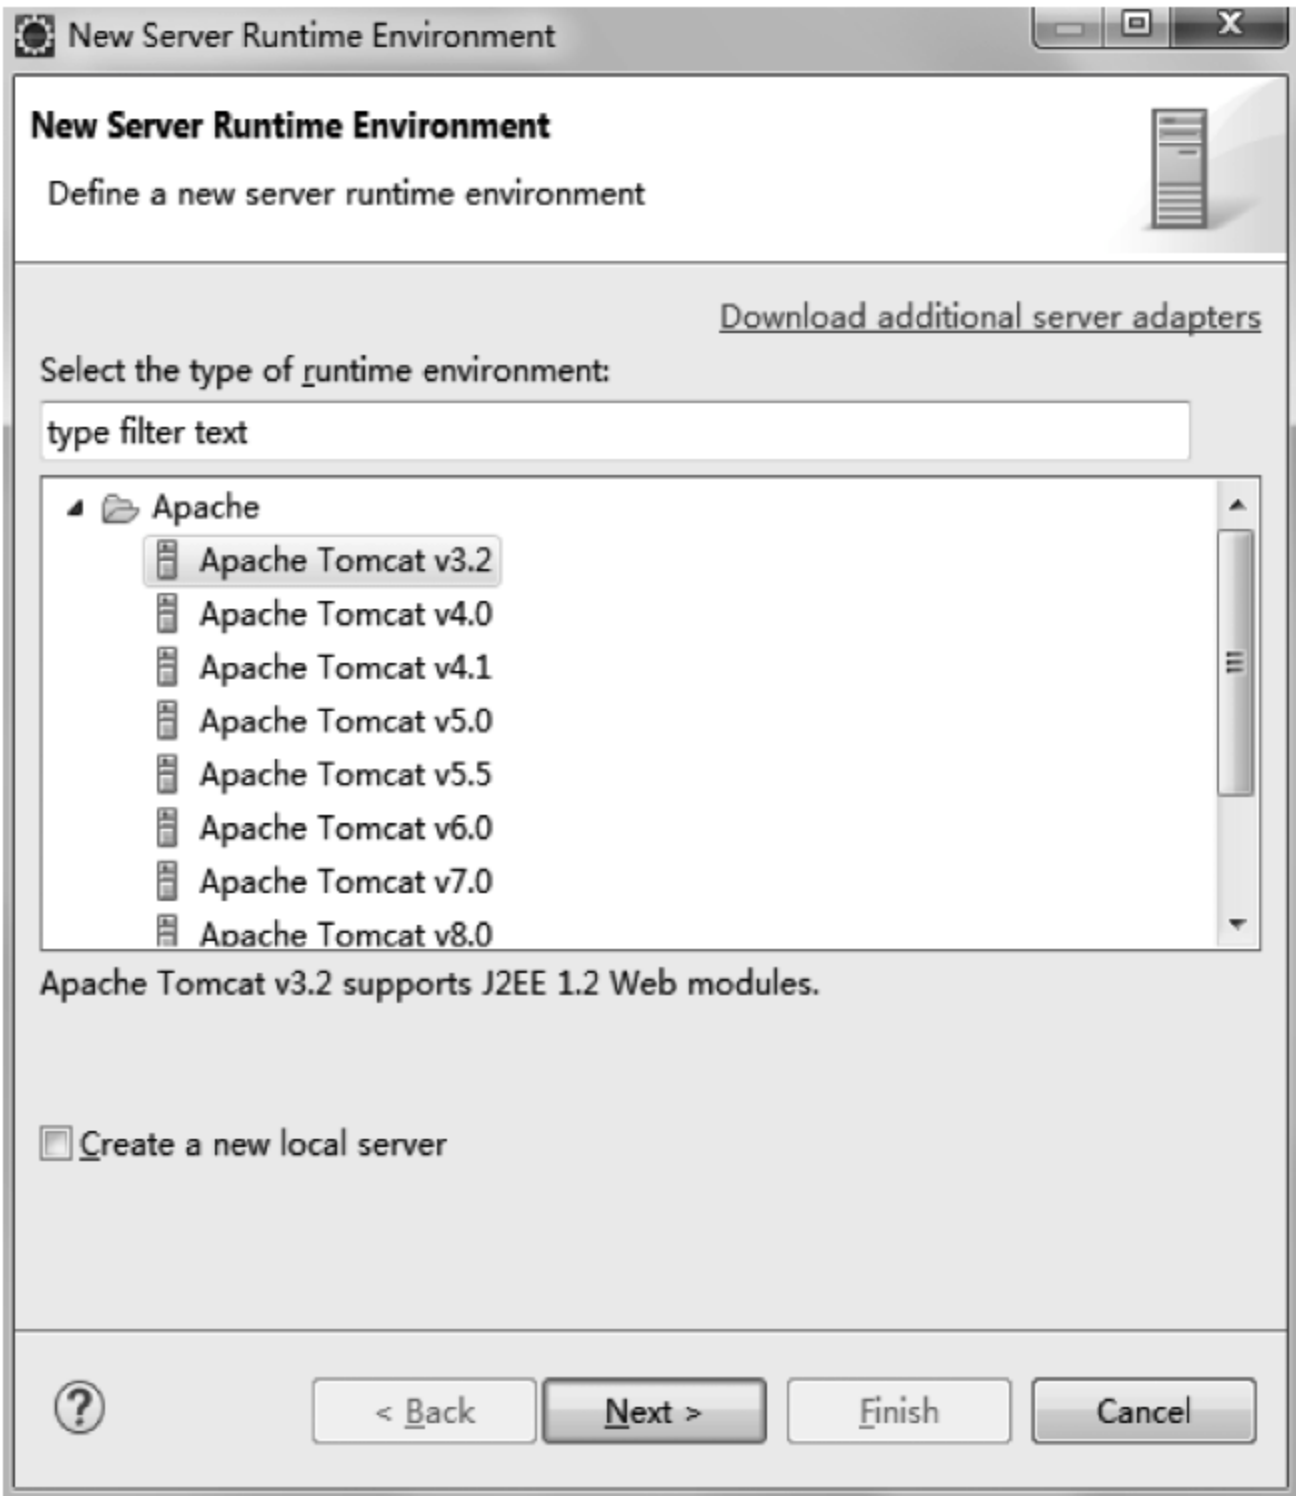 New Server Runtime Environment
New Server Runtime Environment
Define a new server runtime environment
Download additional server adapters
Select the type of runtime environment:
type filter text
Apache
Apache Tomcat v3.2
Apache Tomcat v4.0
Apache Tomcat v4.1
Apache Tomcat v5.0
Apache Tomcat v5.5
Apache Tomcat v6.0
Apache Tomcat v7.0
Apache Tomcat v8.0
Apache Tomcat v3.2 supports J2EE 1.2 Web modules.
Create a new local server
? < Back Next > Finish Cancel